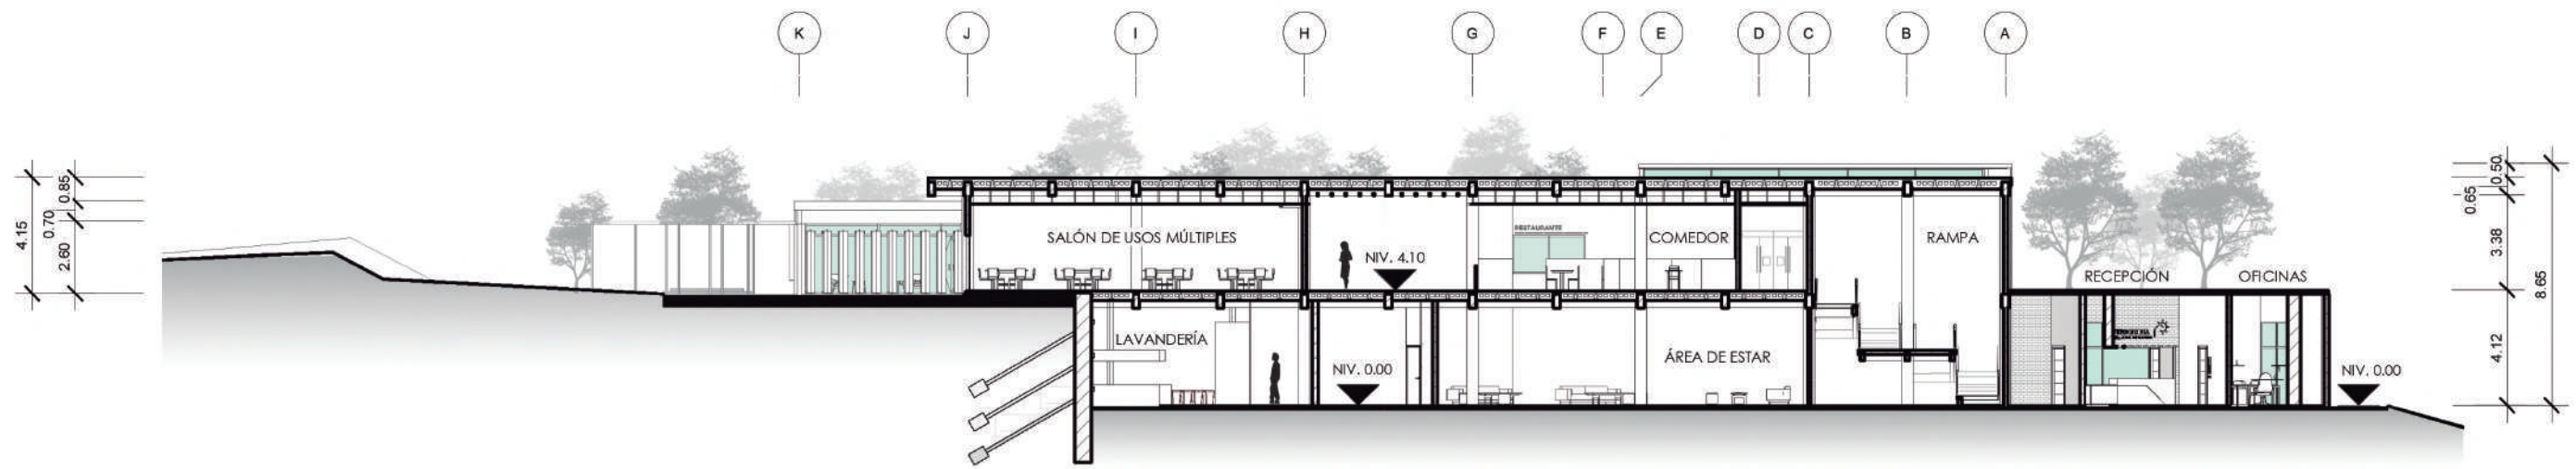 K J I H G F E D C B A
4.15
0.70
0.85
2.60
SALÓN DE USOS MÚLTIPLES
NIV. 4.10
RESTAURANTE
COMEDOR
RAMPA
RECEPCIÓN
OFICINAS
LAVANDERÍA
NIV. 0.00
ÁREA DE ESTAR
NIV. 0.00
0.50
0.65
3.38
4.12
8.65